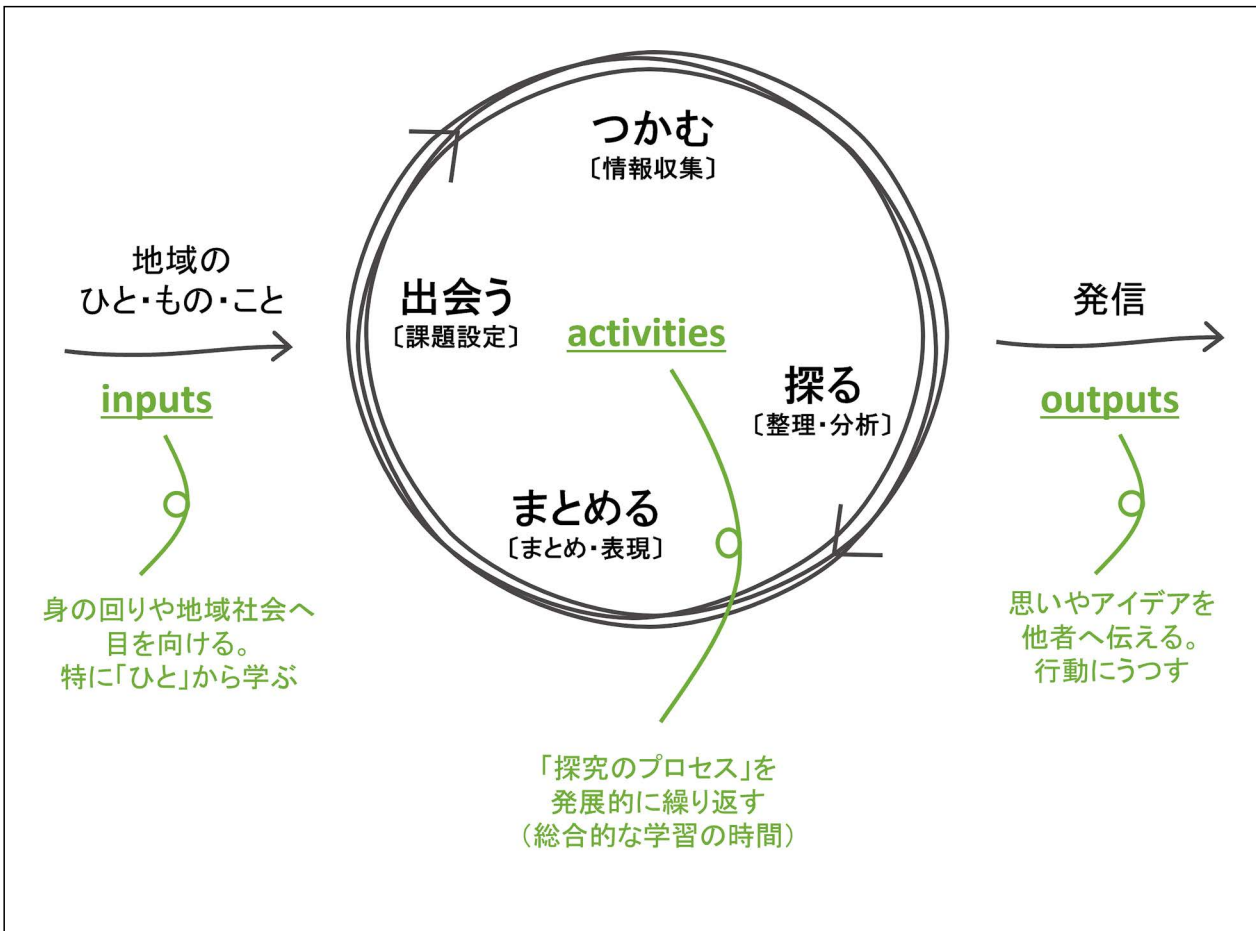 つかむ
〔情報収集〕
地域の
ひと・もの・こと
inputs
出会う
〔課題設定〕
activities
探る
〔整理・分析〕
まとめる
〔まとめ・表現〕
発信
outputs
身の回りや地域社会へ
目を向ける。
特に「ひと」から学ぶ
「探究のプロセス」を
発展的に繰り返す
（総合的な学習の時間）
思いやアイデアを
他者へ伝える。
行動にうつす